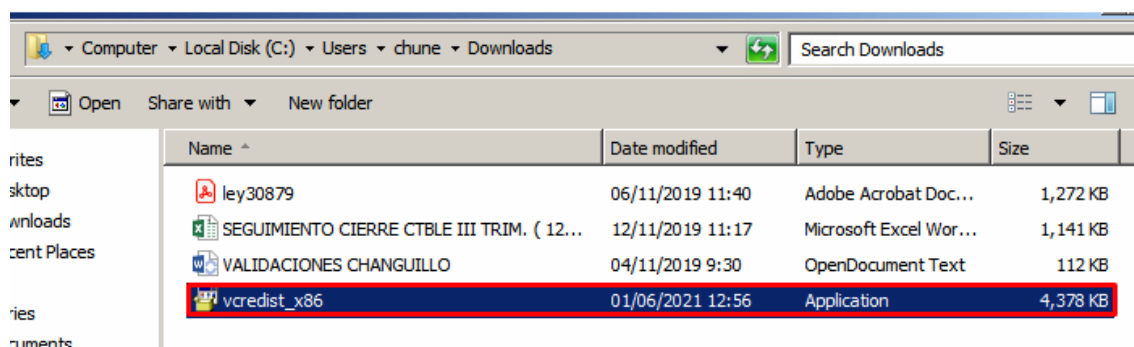 Computer Local Disk (C:) Users chune Downloads Search Downloads
Open Share with New folder
Name Date modified Type Size
rites
ley30879 06/11/2019 11:40 Adobe Acrobat Doc... 1,272 KB
sktop
SEGUIMIENTO CIERRE CTBLE III TRIM. ( 12... 12/11/2019 11:17 Microsoft Excel Wor... 1,141 KB
wnloads
VALIDACIONES CHANGUILLO 04/11/2019 9:30 OpenDocument Text 112 KB
cent Places
vcredist_x86 01/06/2021 12:56 Application 4,378 KB
ries
cuments